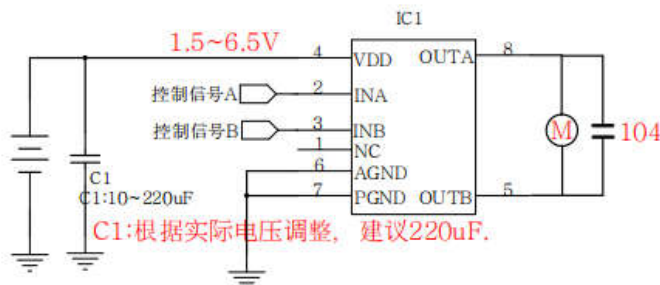 IC1
1.5~6.5V
4
VDD
OUTA
8
控制信号A
2
INA
控制信号B
3
INB
M
104
1
NC
6
AGND
C1
C1:10~220uF
7
PGND
OUTB
5
C1:根据实际电压调整, 建议220uF.